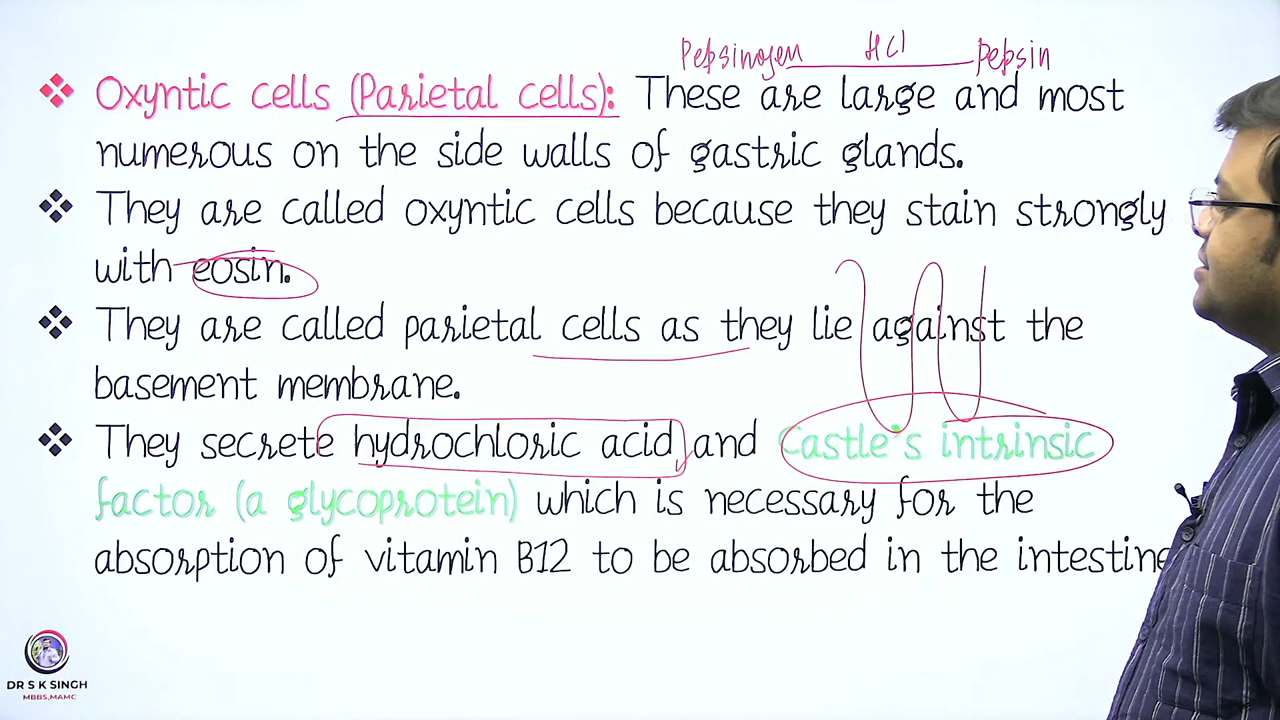 Pepsinogen HCl Pepsin
❖ Oxyntic cells (Parietal cells): These are large and most
numerous on the side walls of gastric glands.
❖ They are called oxyntic cells because they stain strongly
with eosin.
❖ They are called parietal cells as they lie against the
basement membrane.
❖ They secrete hydrochloric acid and Castle's intrinsic
factor (a glycoprotein) which is necessary for the
absorption of vitamin B12 to be absorbed in the intestine
DR S K SINGH
MBBS,MAMC